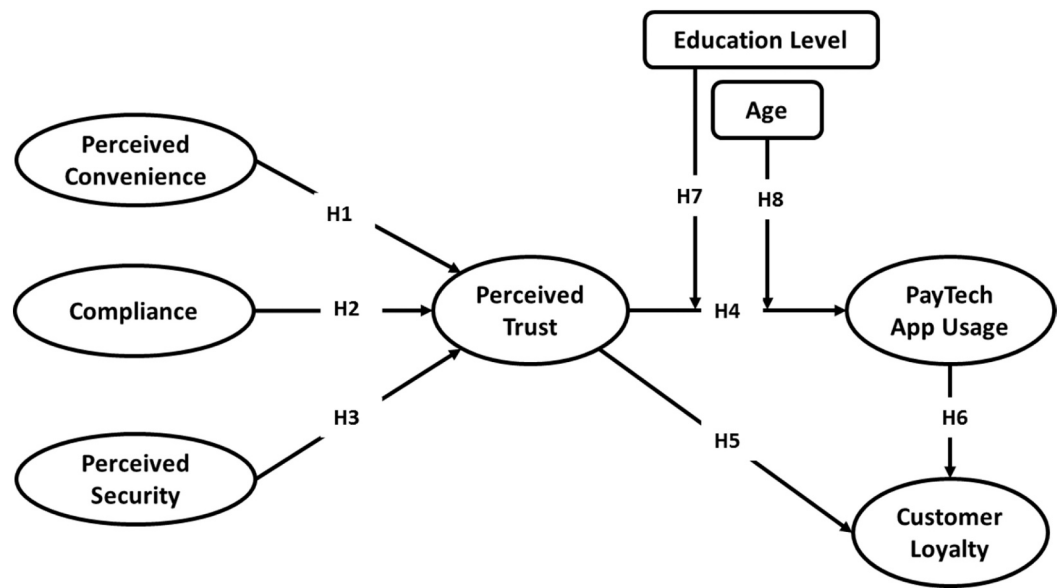 Education Level
Age
Perceived
Convenience
H1
H7
H8
Compliance
H2
Perceived
Trust
H4
PayTech
App Usage
H3
Perceived
Security
H5
H6
Customer
Loyalty